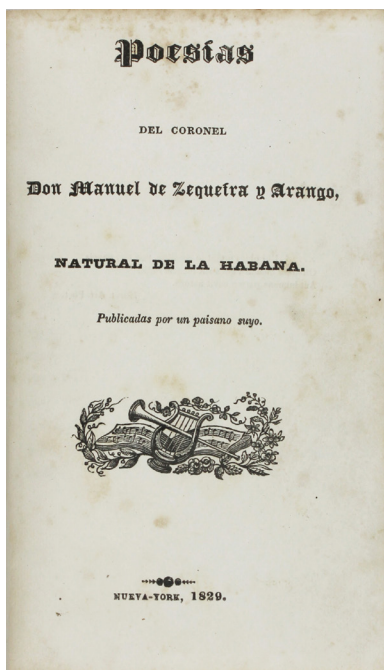 Poesías
DEL CORONEL
Don Manuel de Zequeira y Arango,
NATURAL DE LA HABANA.
Publicadas por un paisano suyo.
NUEVA-YORK, 1829.